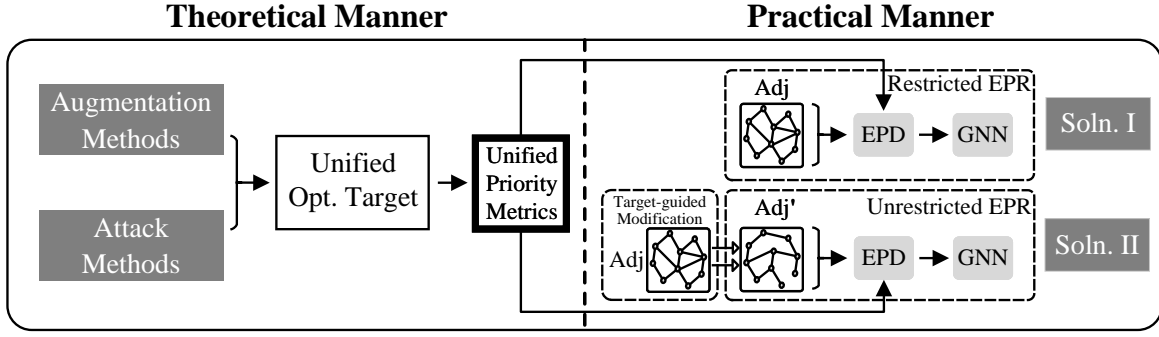 Theoretical Manner
Practical Manner
Augmentation
Methods
Attack
Methods
Unified
Opt. Target
Unified
Priority
Metrics
Adj
Restricted EPR
EPD
GNN
Soln. I
Target-guided
Modification
Adj
Adj'
Unrestricted EPR
EPD
GNN
Soln. II